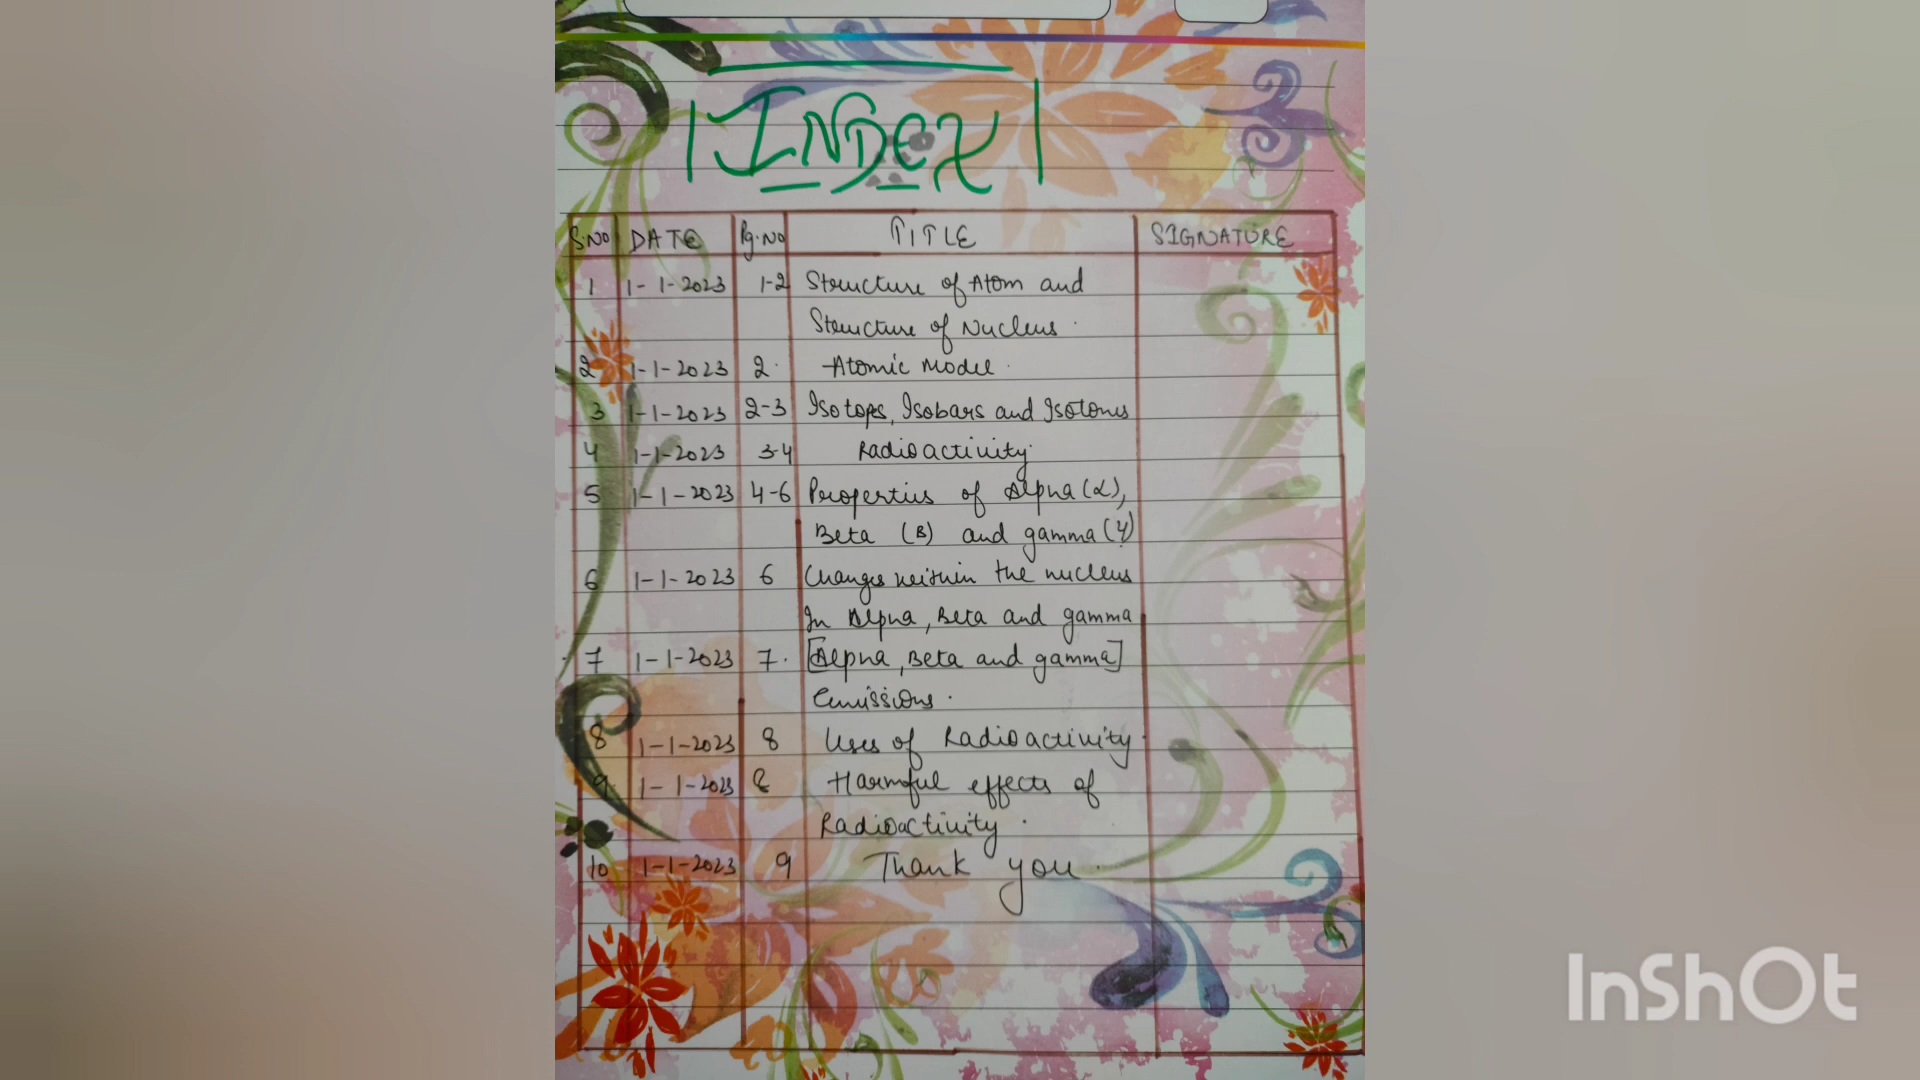 INDEX
S.NO DATE Pg.No TITLE SIGNATURE
1 1-1-2023 1-2 Structure of Atom and
Structure of Nucleus.
2 1-1-2023 2. Atomic Model.
3 1-1-2023 2-3 Isotops, Isobars and Isotones
4 1-1-2023 3-4 Radioactivity.
5 1-1-2023 4-6 Properties of Alpha (α),
Beta (B) and gamma (γ)
6 1-1-2023 6 Changes within the nucleus
In Alpha, Beta and gamma
7 1-1-2023 7. [Alpha, Beta and gamma]
Emissions.
8 1-1-2023 8 Uses of Radioactivity.
9 1-1-2023 8 Harmful effects of
Radioactivity.
10 1-1-2023 9 Thank you.
InShOt